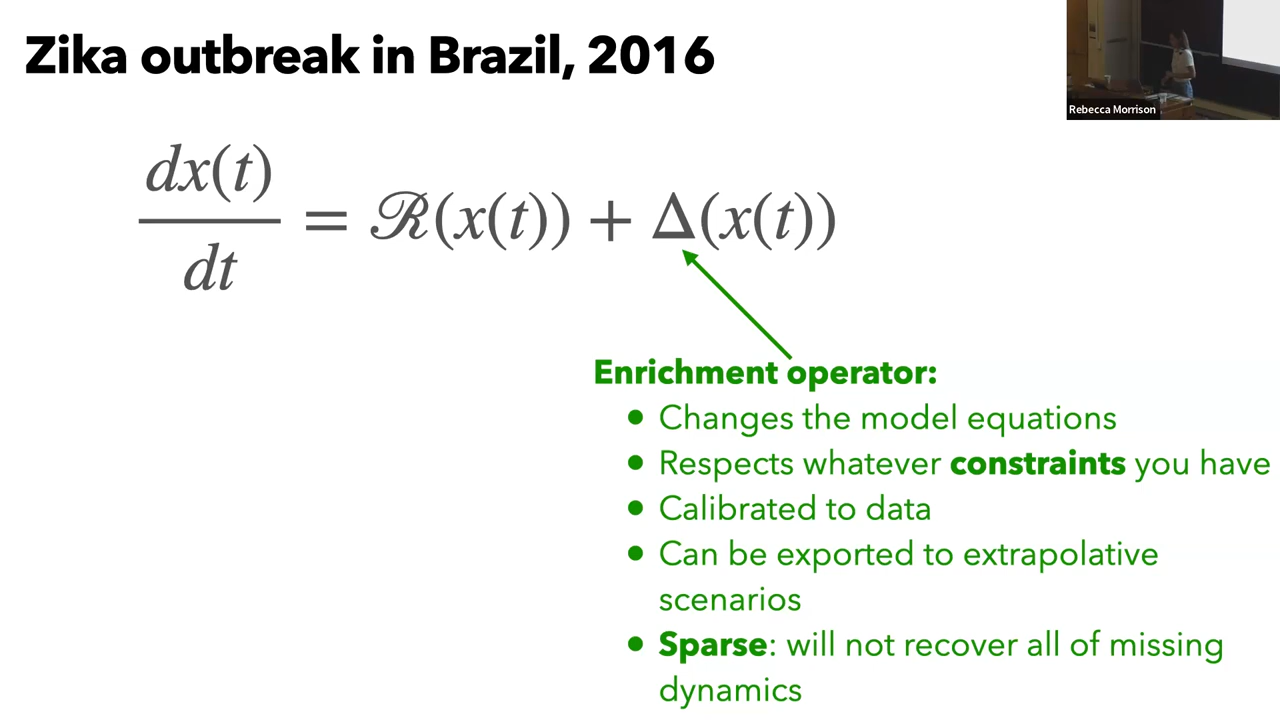 Zika outbreak in Brazil, 2016
Rebecca Morrison
dx(t)/dt = ℛ(x(t)) + Δ(x(t))
Enrichment operator:
• Changes the model equations
• Respects whatever constraints you have
• Calibrated to data
• Can be exported to extrapolative
scenarios
• Sparse: will not recover all of missing
dynamics